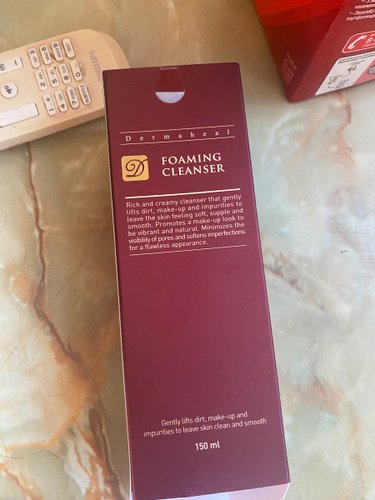 Dermaheal
D
FOAMING
CLEANSER
Rich and creamy cleanser that gently
lifts dirt, make-up and impurities to
leave the skin feeling soft, supple and
smooth. Promotes a make-up look to
be vibrant and natural. Minimizes the
visibility of pores and softens imperfections
for a flawless appearance.
Gently lifts dirt, make-up and
impurities to leave skin clean and smooth
150 ml
PHILIPS